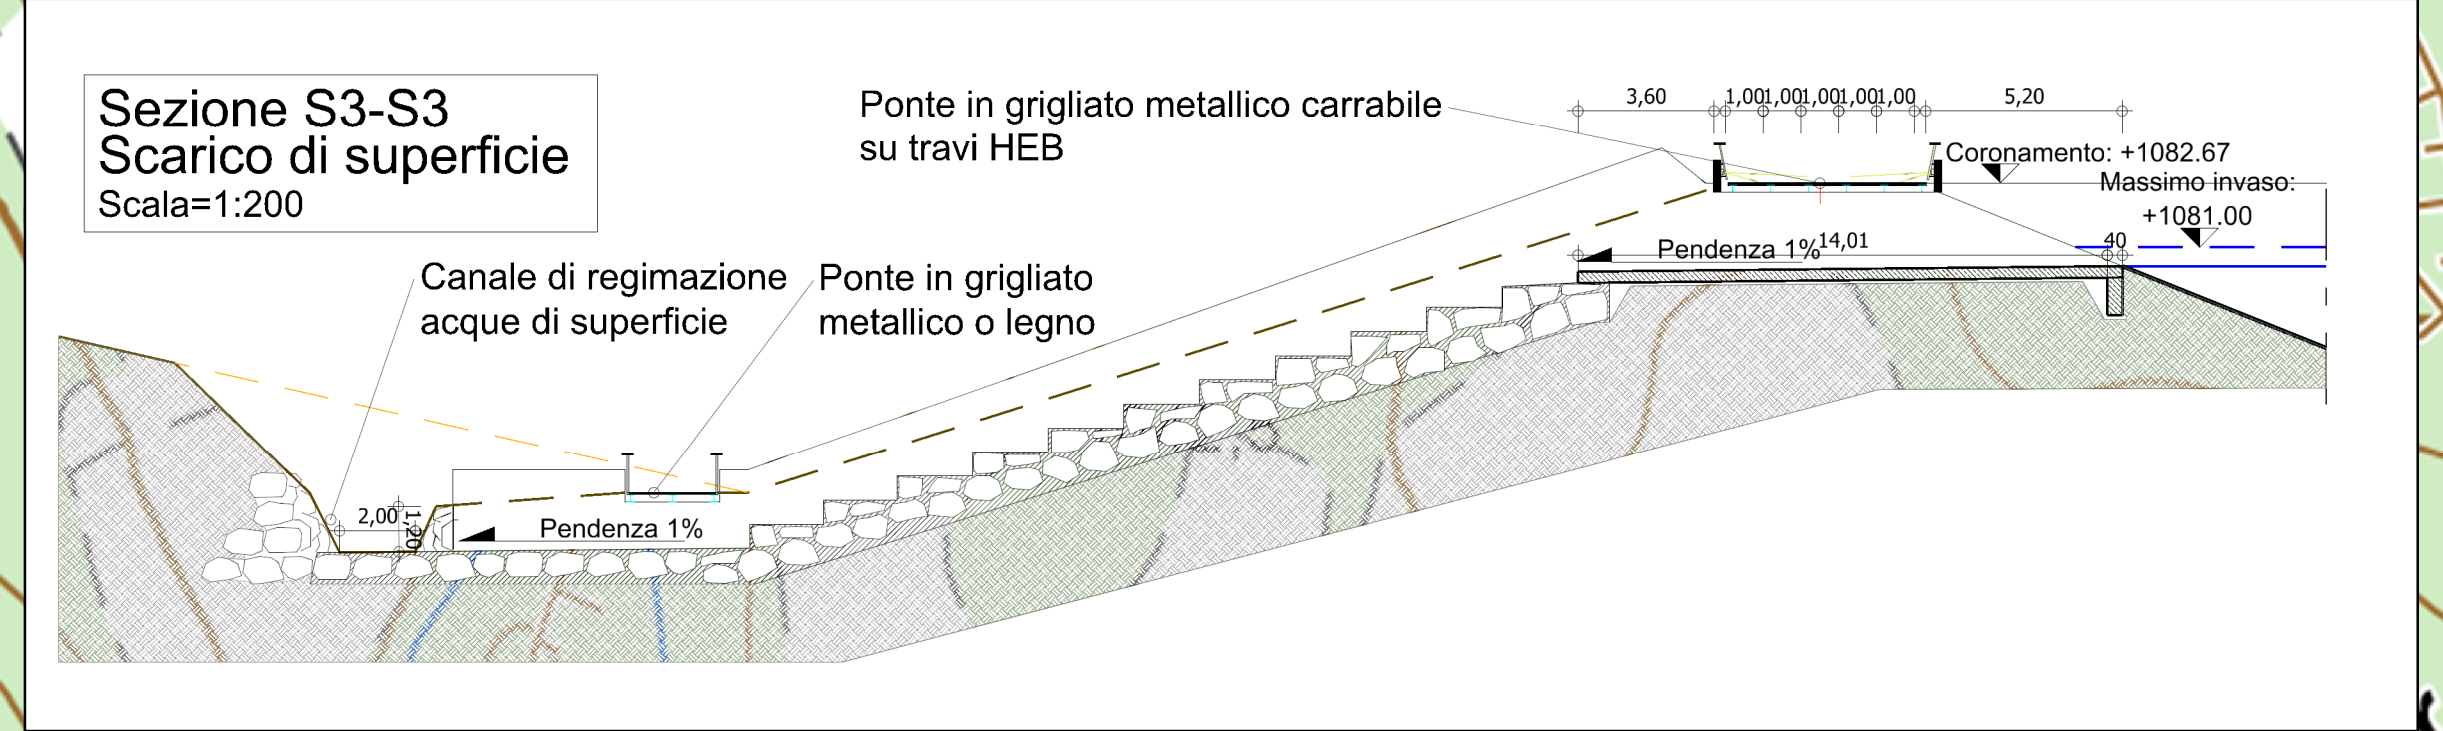 Sezione S3-S3
Scarico di superficie
Scala=1:200
Ponte in grigliato metallico carrabile
su travi HEB
3,60
1,00
1,00
1,00
1,00
1,00
5,20
Coronamento: +1082.67
Massimo invaso:
+1081.00
Pendenza 1%
14,01
40
Canale di regimazione
acque di superficie
Ponte in grigliato
metallico o legno
2,00
1,20
Pendenza 1%